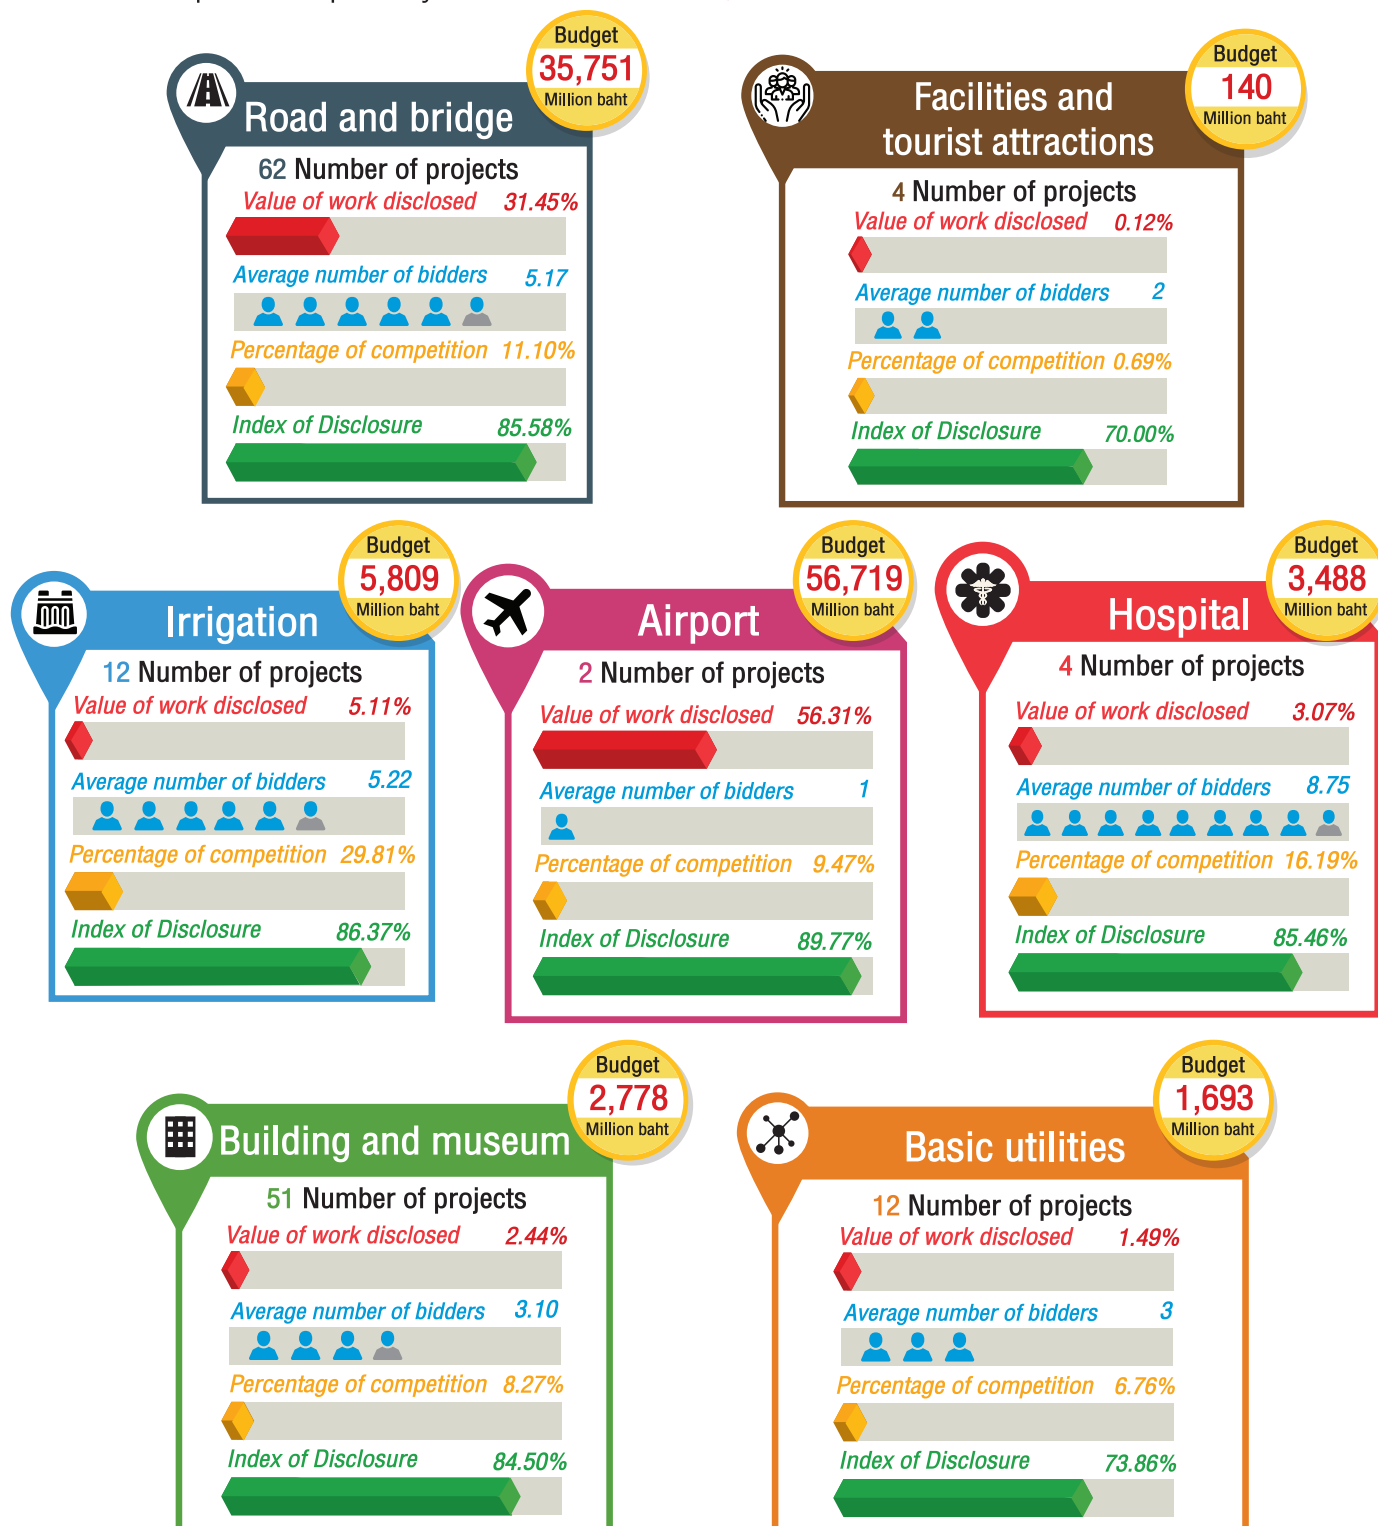 Budget
35,751
Million baht
Road and bridge
62 Number of projects
Value of work disclosed 31.45%
Average number of bidders 5.17
Percentage of competition 11.10%
Index of Disclosure 85.58%
Budget
140
Million baht
Facilities and
tourist attractions
4 Number of projects
Value of work disclosed 0.12%
Average number of bidders 2
Percentage of competition 0.69%
Index of Disclosure 70.00%
Budget
5,809
Million baht
Irrigation
12 Number of projects
Value of work disclosed 5.11%
Average number of bidders 5.22
Percentage of competition 29.81%
Index of Disclosure 86.37%
Budget
56,719
Million baht
Airport
2 Number of projects
Value of work disclosed 56.31%
Average number of bidders 1
Percentage of competition 9.47%
Index of Disclosure 89.77%
Budget
3,488
Million baht
Hospital
4 Number of projects
Value of work disclosed 3.07%
Average number of bidders 8.75
Percentage of competition 16.19%
Index of Disclosure 85.46%
Budget
2,778
Million baht
Building and museum
51 Number of projects
Value of work disclosed 2.44%
Average number of bidders 3.10
Percentage of competition 8.27%
Index of Disclosure 84.50%
Budget
1,693
Million baht
Basic utilities
12 Number of projects
Value of work disclosed 1.49%
Average number of bidders 3
Percentage of competition 6.76%
Index of Disclosure 73.86%